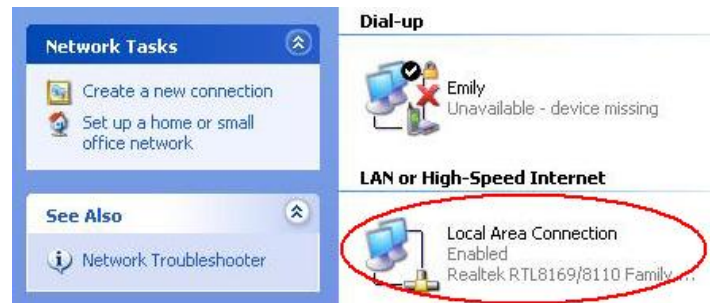 Network Tasks
Create a new connection
Set up a home or small
office network
See Also
Network Troubleshooter
Dial-up
Emily
Unavailable - device missing
LAN or High-Speed Internet
Local Area Connection
Enabled
Realtek RTL8169/8110 Family ...